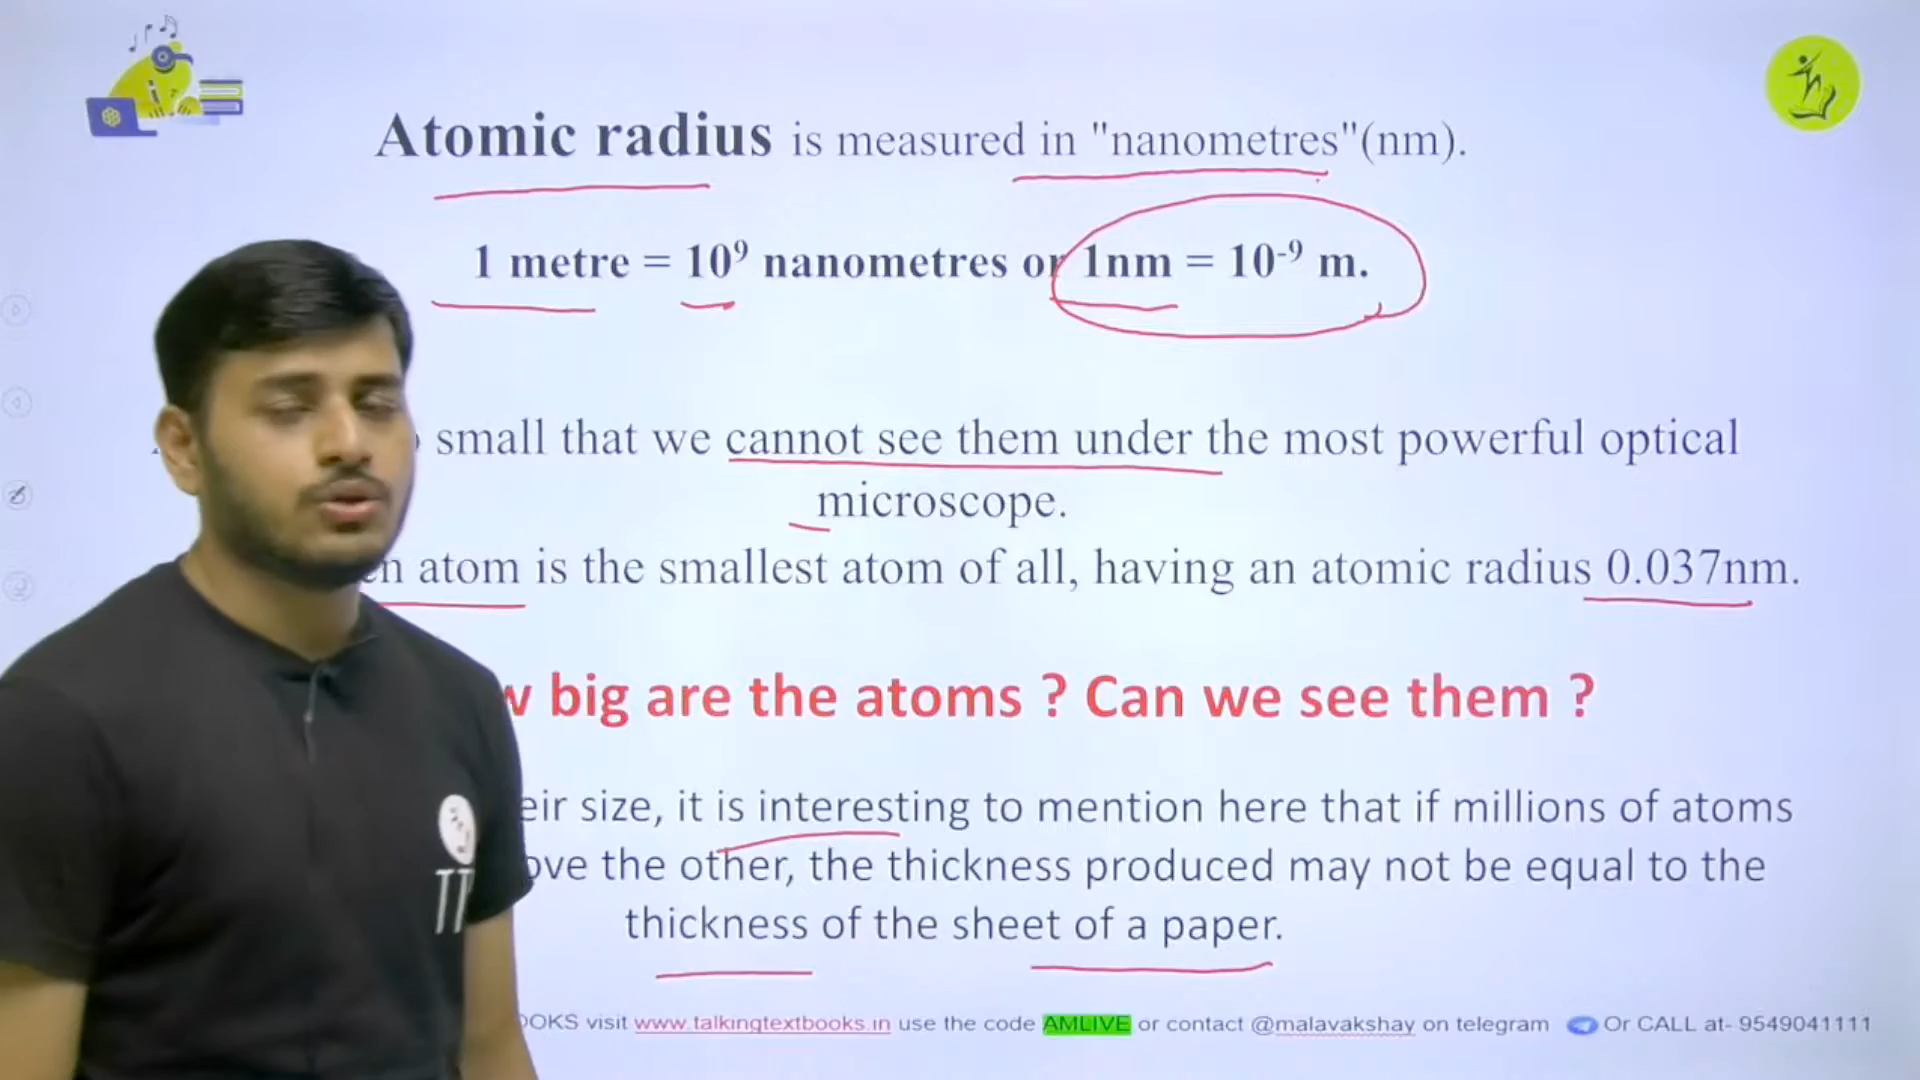 Atomic radius is measured in "nanometres"(nm).
1 metre = 10⁹ nanometres or 1nm = 10⁻⁹ m.
small that we cannot see them under the most powerful optical
microscope.
atom is the smallest atom of all, having an atomic radius 0.037nm.
big are the atoms ? Can we see them ?
size, it is interesting to mention here that if millions of atoms
the other, the thickness produced may not be equal to the
thickness of the sheet of a paper.
TT
visit www.talkingtextbooks.in use the code AMLIVE or contact @malavakshay on telegram Or CALL at- 9549041111